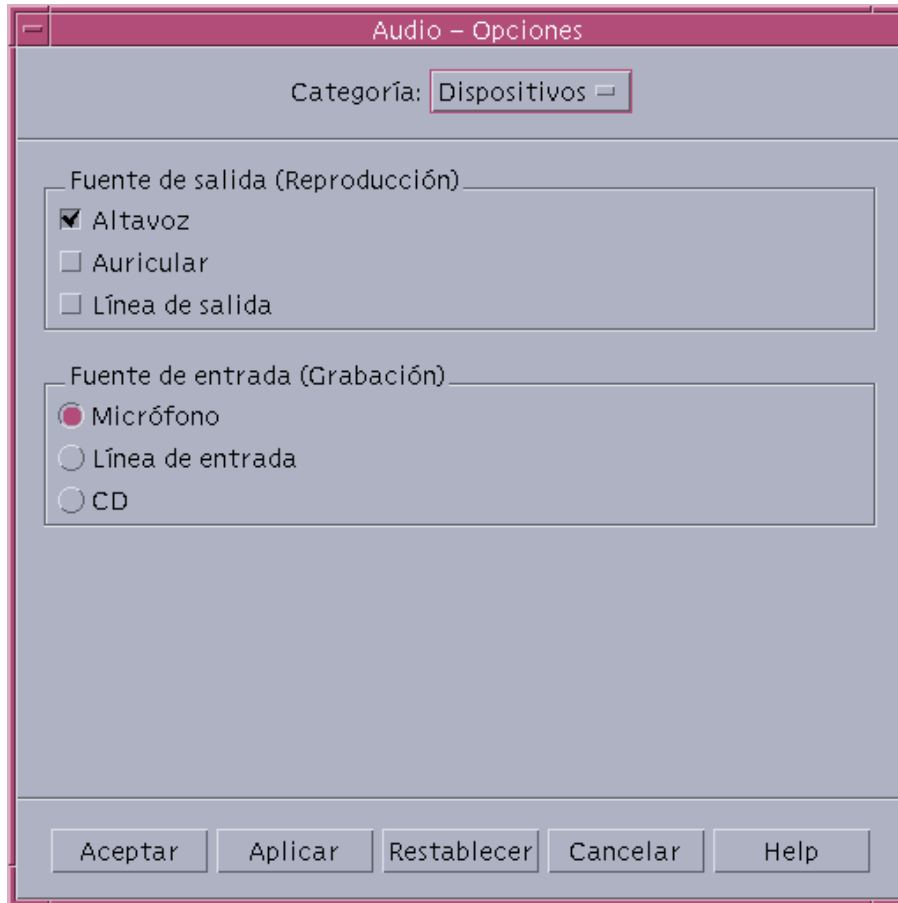 Audio – Opciones
Categoría: Dispositivos
Fuente de salida (Reproducción)
Altavoz
Auricular
Línea de salida
Fuente de entrada (Grabación)
Micrófono
Línea de entrada
CD
Aceptar Aplicar Restablecer Cancelar Help